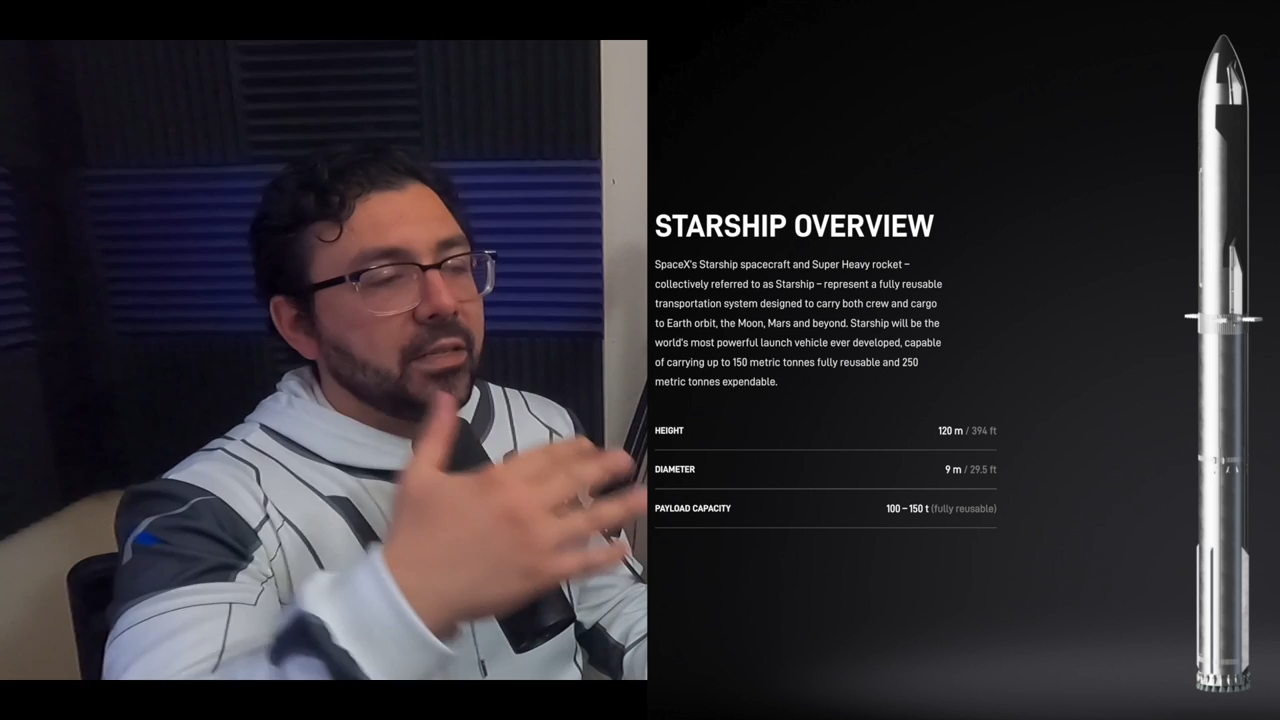 STARSHIP OVERVIEW
SpaceX's Starship spacecraft and Super Heavy rocket –
collectively referred to as Starship – represent a fully reusable
transportation system designed to carry both crew and cargo
to Earth orbit, the Moon, Mars and beyond. Starship will be the
world's most powerful launch vehicle ever developed, capable
of carrying up to 150 metric tonnes fully reusable and 250
metric tonnes expendable.
HEIGHT 120 m / 394 ft
DIAMETER 9 m / 29.5 ft
PAYLOAD CAPACITY 100 – 150 t (fully reusable)